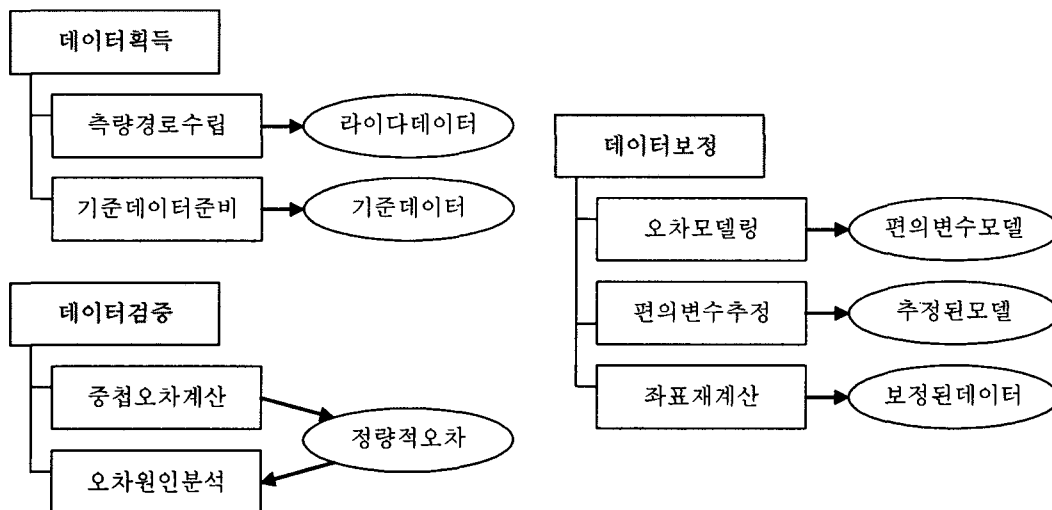 데이터획득
측량경로수립
라이다데이터
기준데이터준비
기준데이터
데이터검증
중첩오차계산
정량적오차
오차원인분석
데이터보정
오차모델링
편의변수모델
편의변수추정
추정된모델
좌표재계산
보정된데이터